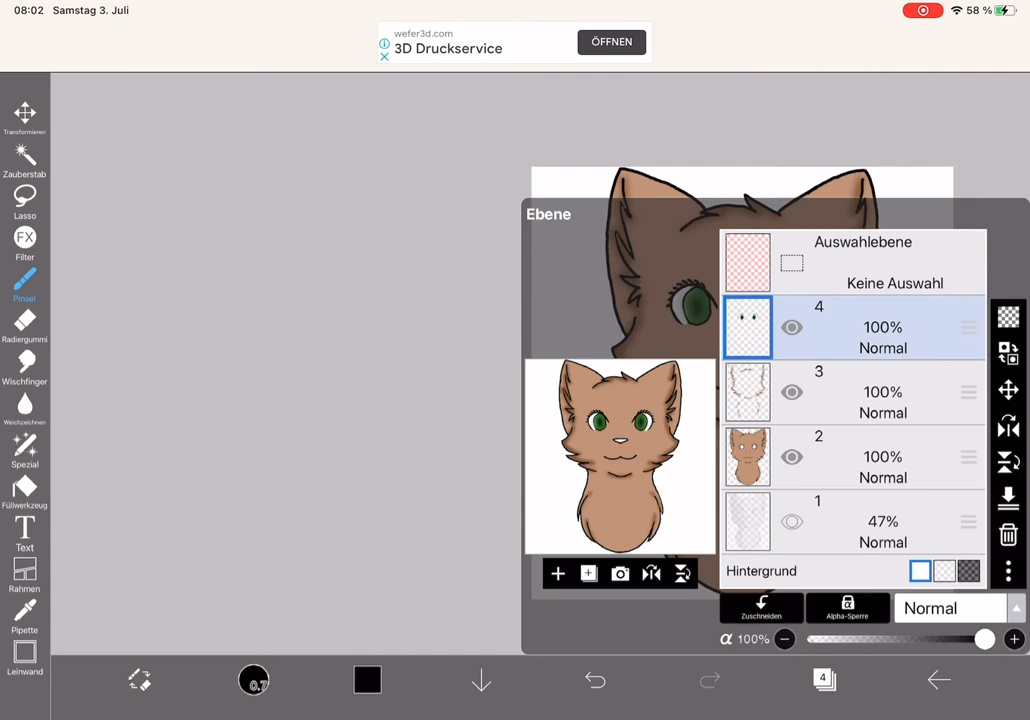 08:02 Samstag 3. Juli
58 %
wefer3d.com
3D Druckservice
ÖFFNEN
Transformieren
Zauberstab
Lasso
FX
Filter
Pinsel
Radiergummi
Wischfinger
Weichzeichnen
Spezial
Füllwerkzeug
T
Text
Rahmen
Pipette
Leinwand
Ebene
Auswahlebene
Keine Auswahl
4
100%
Normal
3
100%
Normal
2
100%
Normal
1
47%
Normal
Hintergrund
Zuschneiden
Alpha-Sperre
Normal
α 100%
0.7
4